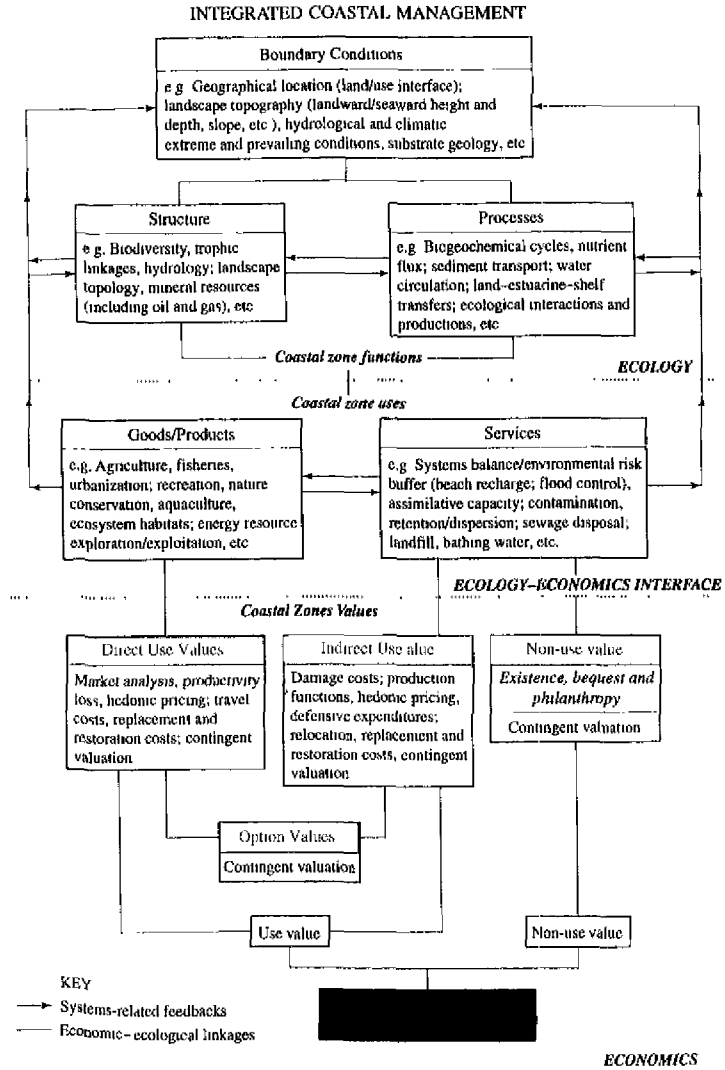 INTEGRATED COASTAL MANAGEMENT
Boundary Conditions
e g Geographical location (land/use interface);
landscape topography (landward/seaward height and
depth, slope, etc ), hydrological and climatic
extreme and prevailing conditions, substrate geology, etc
Structure
e g. Biodiversity, trophic
linkages, hydrology; landscape
topology, mineral resources
(including oil and gas), etc
Processes
e.g Biogeochemical cycles, nutrient
flux; sediment transport; water
circulation; land–estuarine–shelf
transfers; ecological interactions and
productions, etc
Coastal zone functions
ECOLOGY
Coastal zone uses
Goods/Products
e.g. Agriculture, fisheries,
urbanization; recreation, nature
conservation, aquaculture,
ecosystem habitats; energy resource
exploration/exploitation, etc
Services
e g Systems balance/environmental risk
buffer (beach recharge; flood control),
assimilative capacity; contamination,
retention/dispersion; sewage disposal;
landfill, bathing water, etc.
ECOLOGY–ECONOMICS INTERFACE
Coastal Zones Values
Direct Use Values
Market analysis, productivity
loss, hedonic pricing; travel
costs, replacement and
restoration costs; contingent
valuation
Indirect Use alue
Damage costs; production
functions, hedonic pricing,
defensive expenditures;
relocation, replacement and
restoration costs, contingent
valuation
Non-use value
Existence, bequest and
philanthropy
Contingent valuation
Option Values
Contingent valuation
Use value
Non-use value
KEY
Systems-related feedbacks
Economic–ecological linkages
ECONOMICS